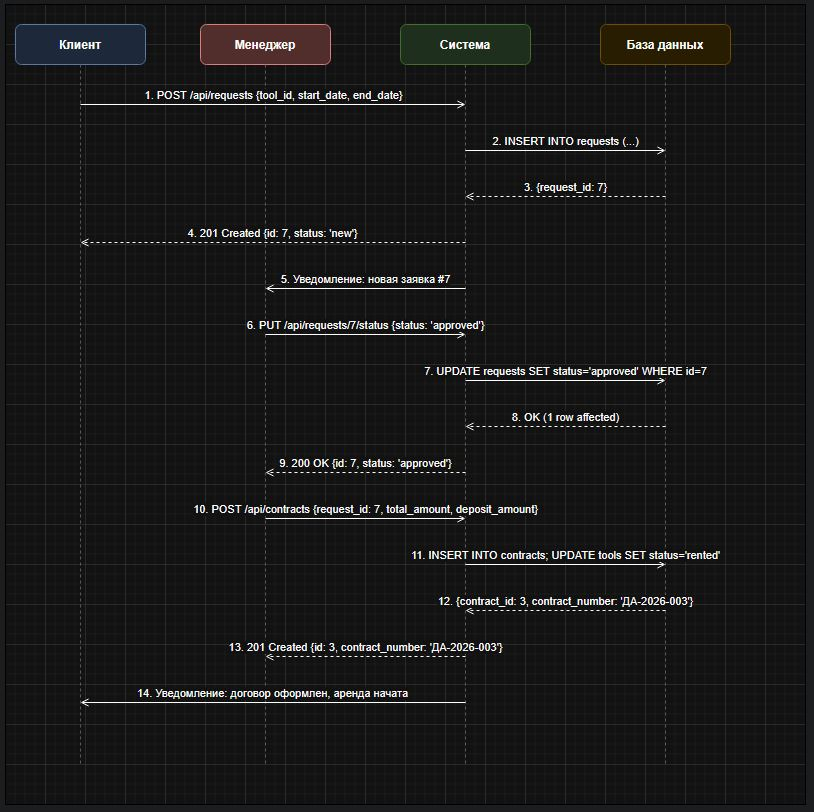 Клиент
Менеджер
Система
База данных
1. POST /api/requests {tool_id, start_date, end_date}
2. INSERT INTO requests (...)
3. {request_id: 7}
4. 201 Created {id: 7, status: 'new'}
5. Уведомление: новая заявка #7
6. PUT /api/requests/7/status {status: 'approved'}
7. UPDATE requests SET status='approved' WHERE id=7
8. OK (1 row affected)
9. 200 OK {id: 7, status: 'approved'}
10. POST /api/contracts {request_id: 7, total_amount, deposit_amount}
11. INSERT INTO contracts; UPDATE tools SET status='rented'
12. {contract_id: 3, contract_number: 'ДА-2026-003'}
13. 201 Created {id: 3, contract_number: 'ДА-2026-003'}
14. Уведомление: договор оформлен, аренда начата